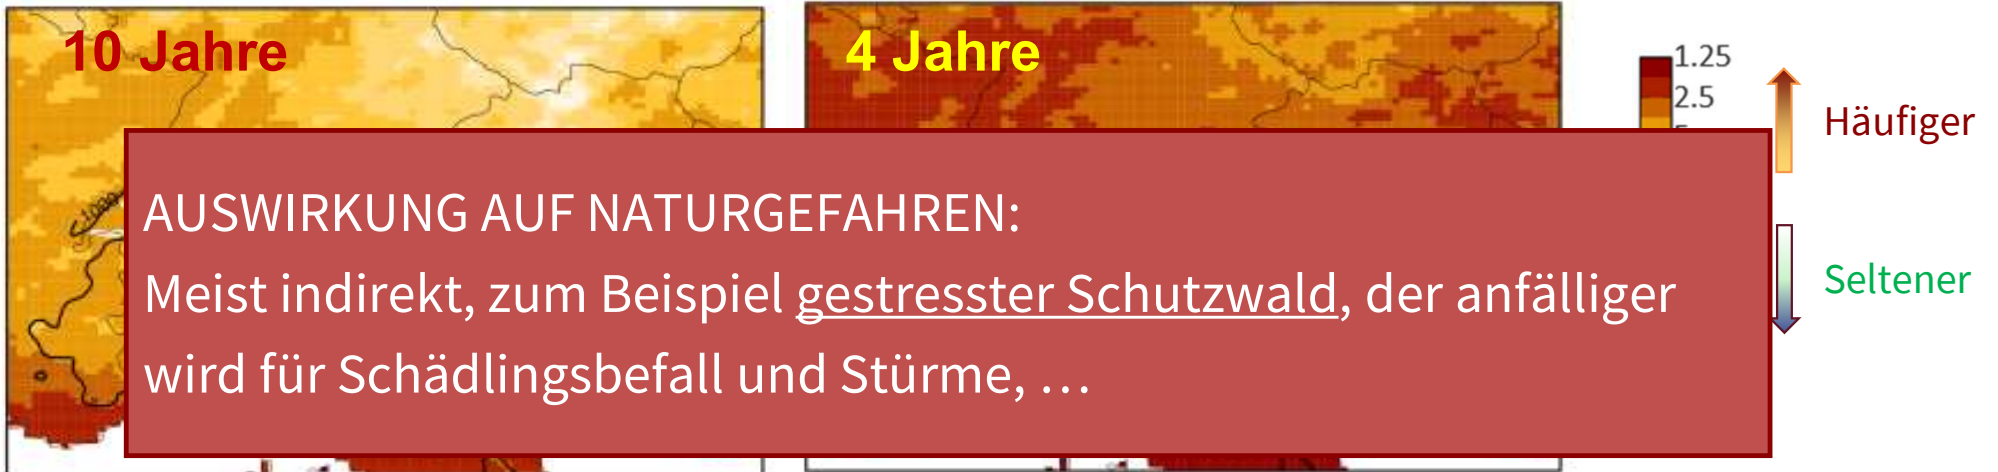 10 Jahre
4 Jahre
1.25
2.5
Häufiger
AUSWIRKUNG AUF NATURGEFAHREN:
Meist indirekt, zum Beispiel gestresster Schutzwald, der anfälliger
wird für Schädlingsbefall und Stürme, …
Seltener